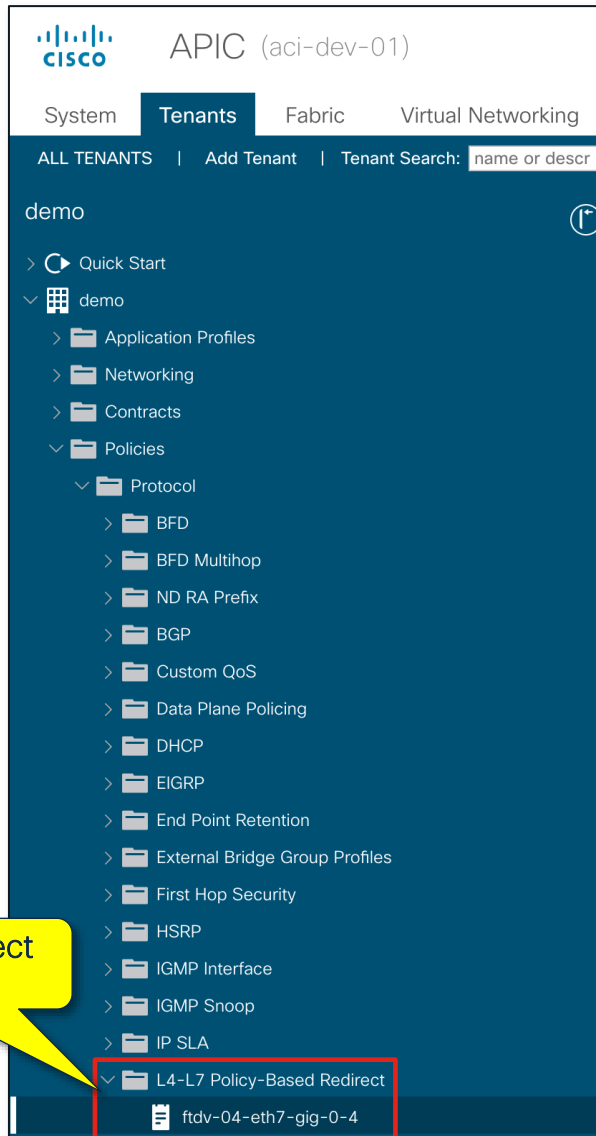 CISCO
APIC (aci-dev-01)
System Tenants Fabric Virtual Networking
ALL TENANTS | Add Tenant | Tenant Search: name or descr
demo
Quick Start
demo
Application Profiles
Networking
Contracts
Policies
Protocol
BFD
BFD Multihop
ND RA Prefix
BGP
Custom QoS
Data Plane Policing
DHCP
EIGRP
End Point Retention
External Bridge Group Profiles
First Hop Security
HSRP
ect
IGMP Interface
IGMP Snoop
IP SLA
L4-L7 Policy-Based Redirect
ftdv-04-eth7-gig-0-4